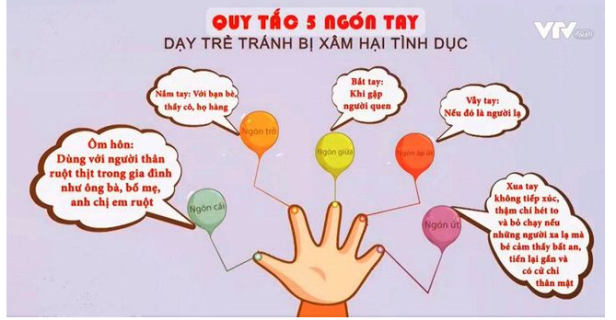 QUY TẮC 5 NGÓN TAY
DẠY TRẺ TRÁNH BỊ XÂM HẠI TÌNH DỤC
VTV
Nắm tay: Với bạn bè,
thầy cô, họ hàng
Bắt tay:
Khi gặp
người quen
Vẫy tay:
Nếu đó là người lạ
Ôm hôn:
Dùng với người thân
ruột thịt trong gia đình
như ông bà, bố mẹ,
anh chị em ruột
Ngón trỏ
Ngón giữa
Ngón áp út
Ngón cái
Ngón út
Xua tay
không tiếp xúc,
thậm chí hét to
và bỏ chạy nếu
những người xa lạ mà
bé cảm thấy bất an,
tiến lại gần và
có cử chỉ
thân mật